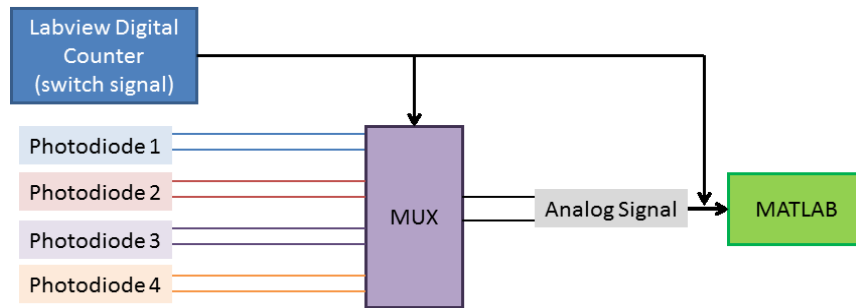 Labview Digital
Counter
(switch signal)
Photodiode 1
Photodiode 2
Photodiode 3
Photodiode 4
MUX
Analog Signal
MATLAB